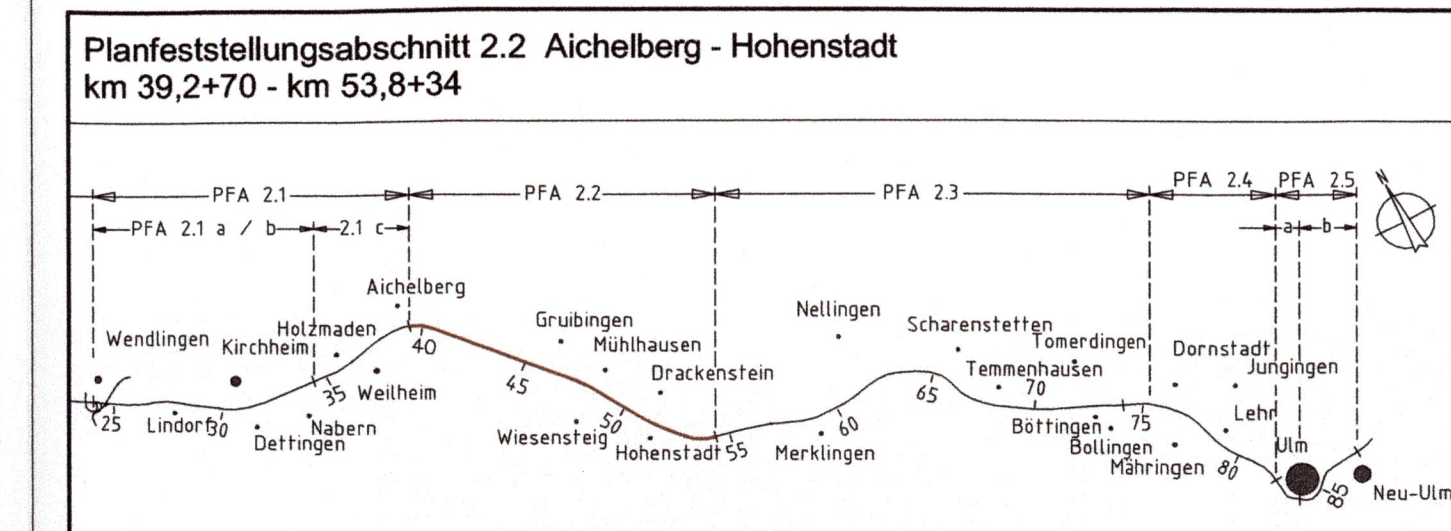 Planfeststellungsabschnitt 2.2 Aichelberg - Hohenstadt
km 39,2+70 - km 53,8+34
PFA 2.1
PFA 2.2
PFA 2.3
PFA 2.4
PFA 2.5
PFA 2.1 a / b
2.1 c
a
b
N
Aichelberg
Wendlingen
Kirchheim
Holzmaden
Weilheim
Lindorf
Dettingen
Nabern
Gruibingen
Mühlhausen
Drackenstein
Wiesensteig
Hohenstadt
Nellingen
Merklingen
Scharenstetten
Temmenhausen
Tomerdingen
Böttingen
Bollingen
Mähringen
Dornstadt
Jungingen
Lehr
Ulm
Neu-Ulm
25
30
35
40
45
50
55
60
65
70
75
80
85